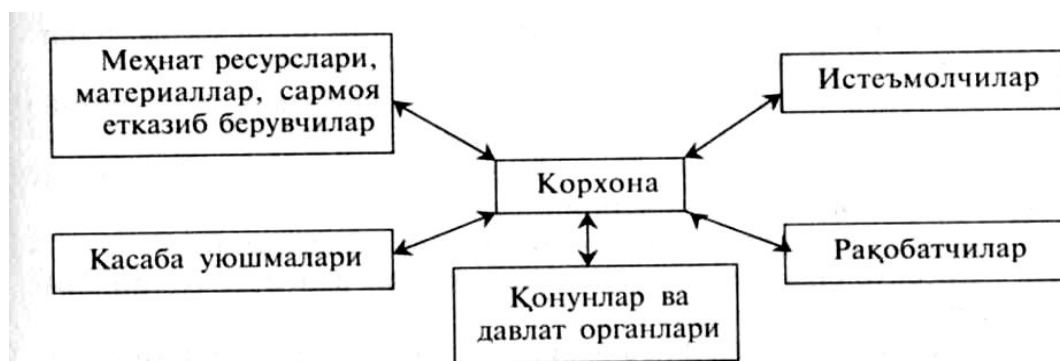 Меҳнат ресурслари,
материаллар, сармоя
етказиб берувчилар
Истеъмолчилар
Корхона
Касаба уюшмалари
Рақобатчилар
Қонунлар ва
давлат органлари